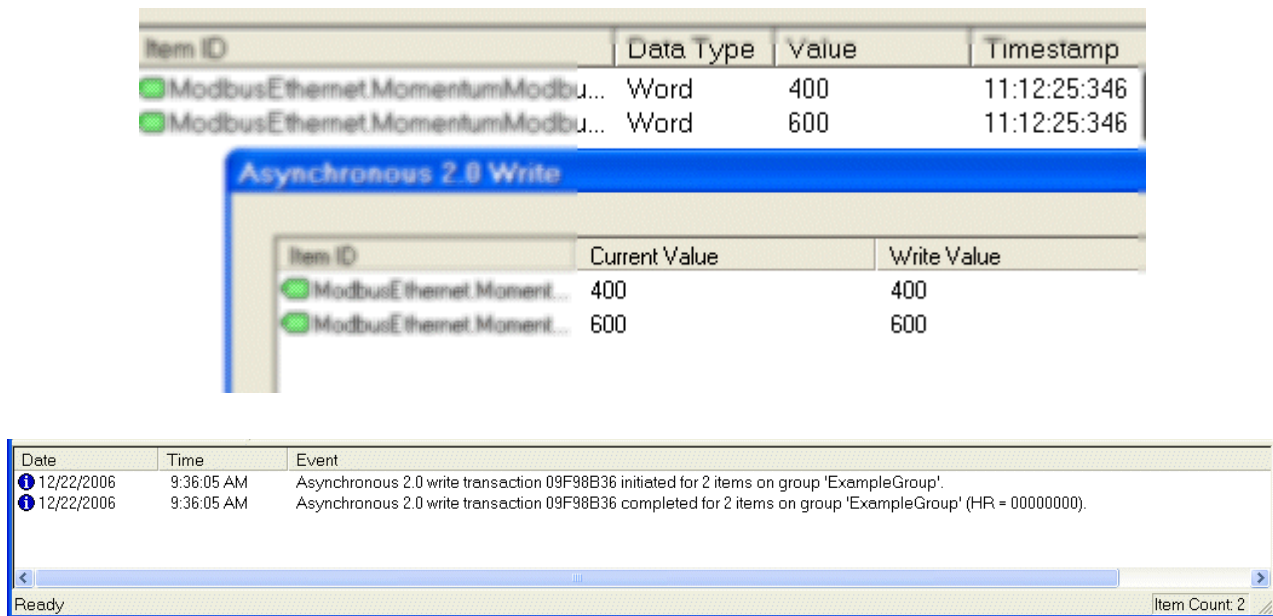 Item ID Data Type Value Timestamp
ModbusEthernet.MomentumModbu... Word 400 11:12:25:346
ModbusEthernet.MomentumModbu... Word 600 11:12:25:346
Asynchronous 2.0 Write
Item ID Current Value Write Value
ModbusEthernet.Moment... 400 400
ModbusEthernet.Moment... 600 600
Date Time Event
12/22/2006 9:36:05 AM Asynchronous 2.0 write transaction 09F98B36 initiated for 2 items on group 'ExampleGroup'.
12/22/2006 9:36:05 AM Asynchronous 2.0 write transaction 09F98B36 completed for 2 items on group 'ExampleGroup' (HR = 00000000).
Ready Item Count: 2